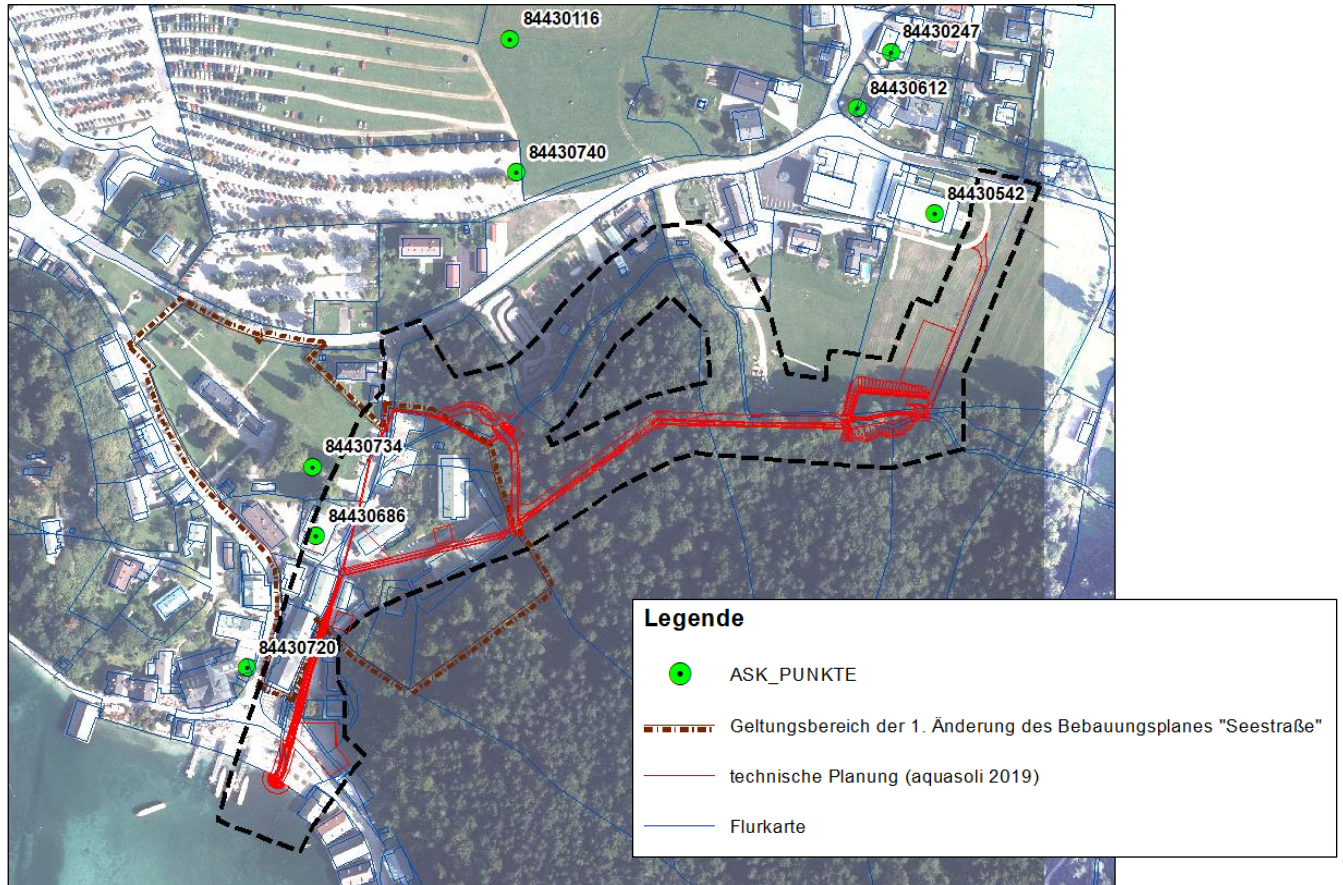 84430116
84430247
84430612
84430740
84430542
84430734
84430686
84430720
Legende
ASK_PUNKTE
Geltungsbereich der 1. Änderung des Bebauungsplanes "Seestraße"
technische Planung (aquasoli 2019)
Flurkarte